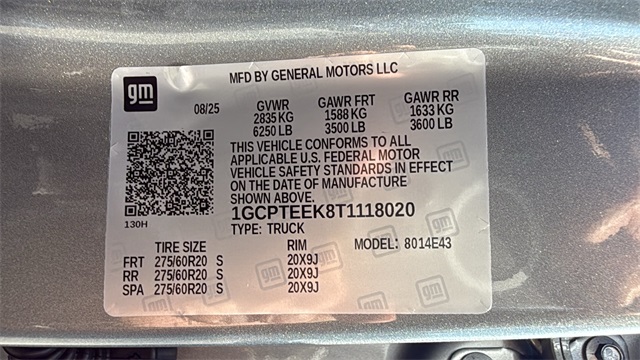 MFD BY GENERAL MOTORS LLC
gm
08/25
GVWR GAWR FRT GAWR RR
2835 KG 1588 KG 1633 KG
6250 LB 3500 LB 3600 LB
THIS VEHICLE CONFORMS TO ALL
APPLICABLE U.S. FEDERAL MOTOR
VEHICLE SAFETY STANDARDS IN EFFECT
ON THE DATE OF MANUFACTURE
SHOWN ABOVE.
130H
1GCPTEEK8T1118020
TYPE: TRUCK
TIRE SIZE RIM MODEL: 8014E43
FRT 275/60R20 S 20X9J
RR 275/60R20 S 20X9J
SPA 275/60R20 S 20X9J